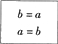 b = a
a = b